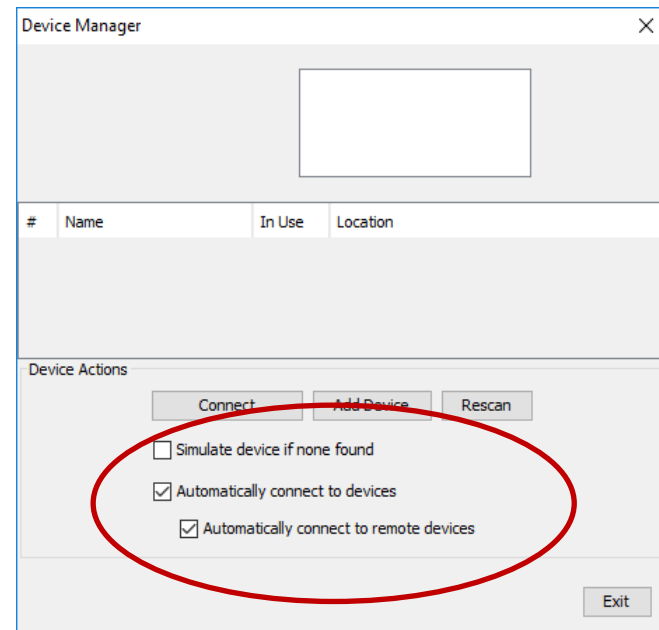 Device Manager
# Name In Use Location
Device Actions
Connect Add Device Rescan
Simulate device if none found
Automatically connect to devices
Automatically connect to remote devices
Exit